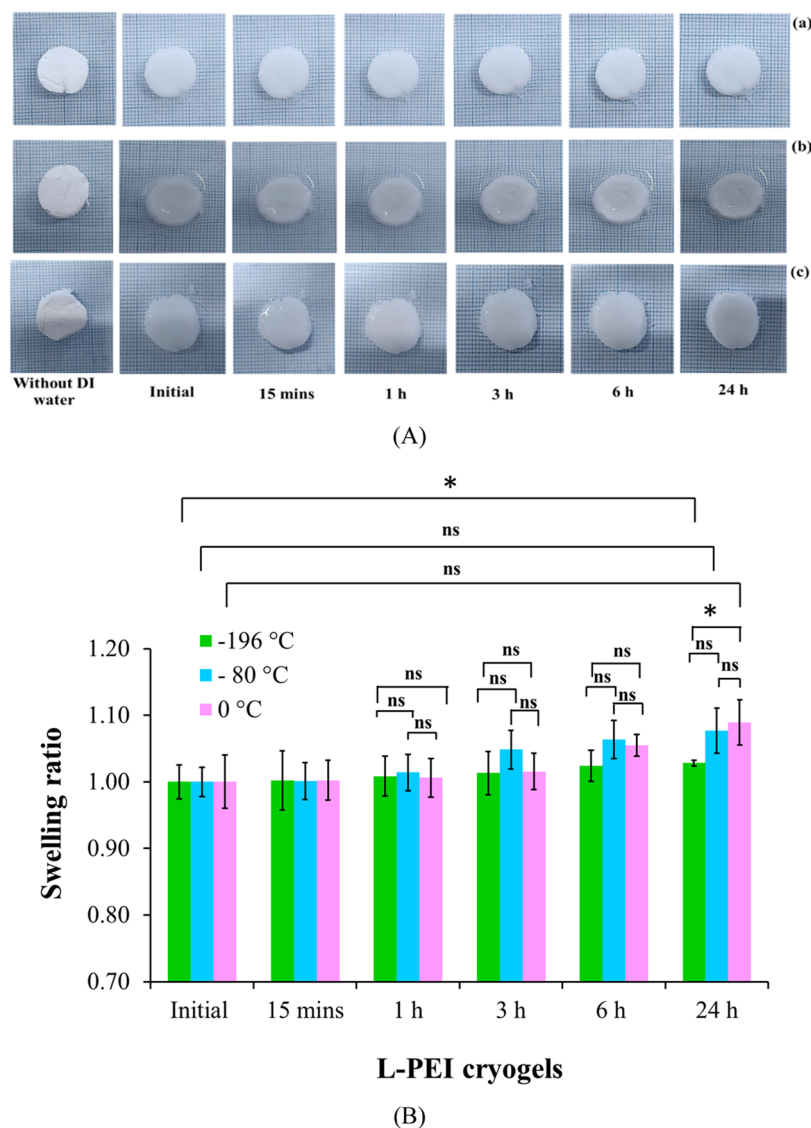 (a)
(b)
(c)
Without DI water
Initial
15 mins
1 h
3 h
6 h
24 h
(A)
*
ns
ns
*
ns
ns
ns
ns
ns
ns
ns
ns
ns
ns
ns
1.20
1.10
1.00
0.90
0.80
0.70
Swelling ratio
-196 °C
- 80 °C
0 °C
Initial
15 mins
1 h
3 h
6 h
24 h
L-PEI cryogels
(B)